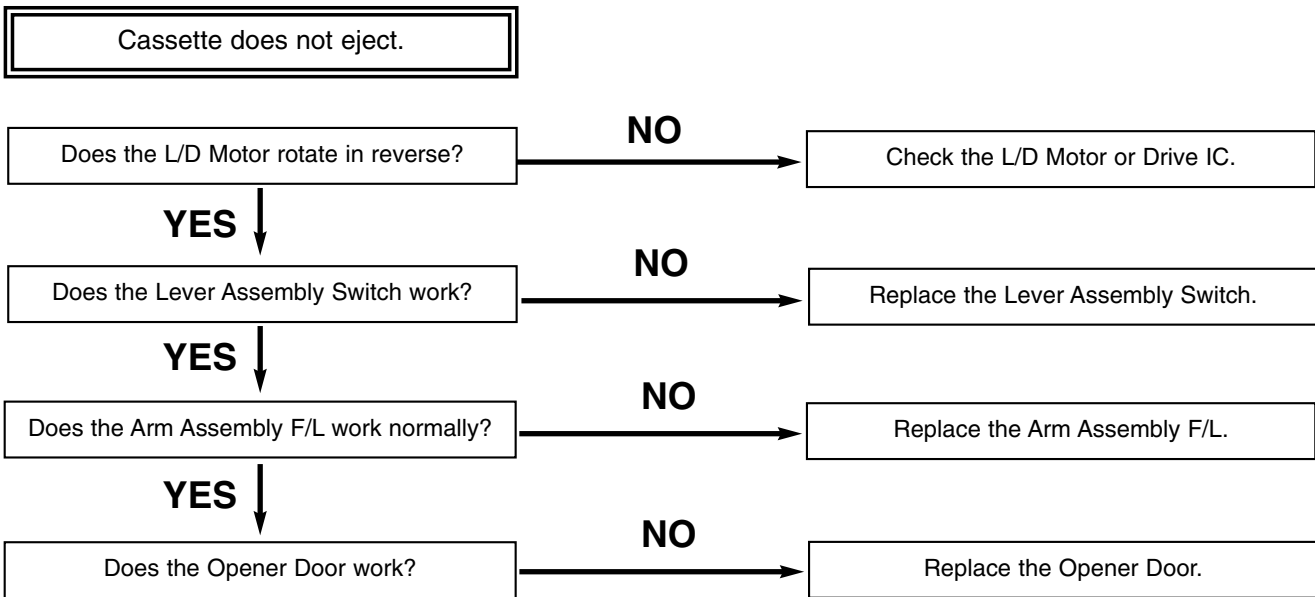 Cassette does not eject.
Does the L/D Motor rotate in reverse?
NO
Check the L/D Motor or Drive IC.
YES
Does the Lever Assembly Switch work?
NO
Replace the Lever Assembly Switch.
YES
Does the Arm Assembly F/L work normally?
NO
Replace the Arm Assembly F/L.
YES
Does the Opener Door work?
NO
Replace the Opener Door.